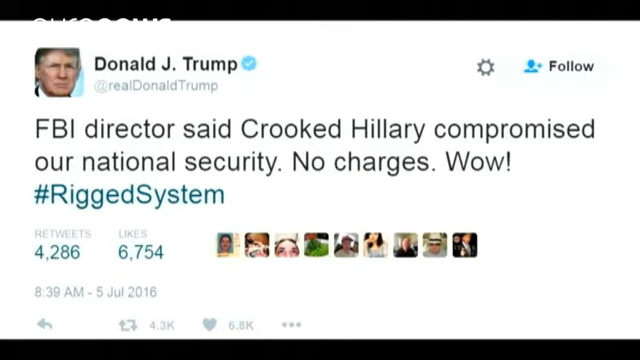 euronews
Donald J. Trump
@realDonaldTrump
Follow
FBI director said Crooked Hillary compromised
our national security. No charges. Wow!
#RiggedSystem
RETWEETS LIKES
4,286 6,754
8:39 AM - 5 Jul 2016
4.3K 6.8K